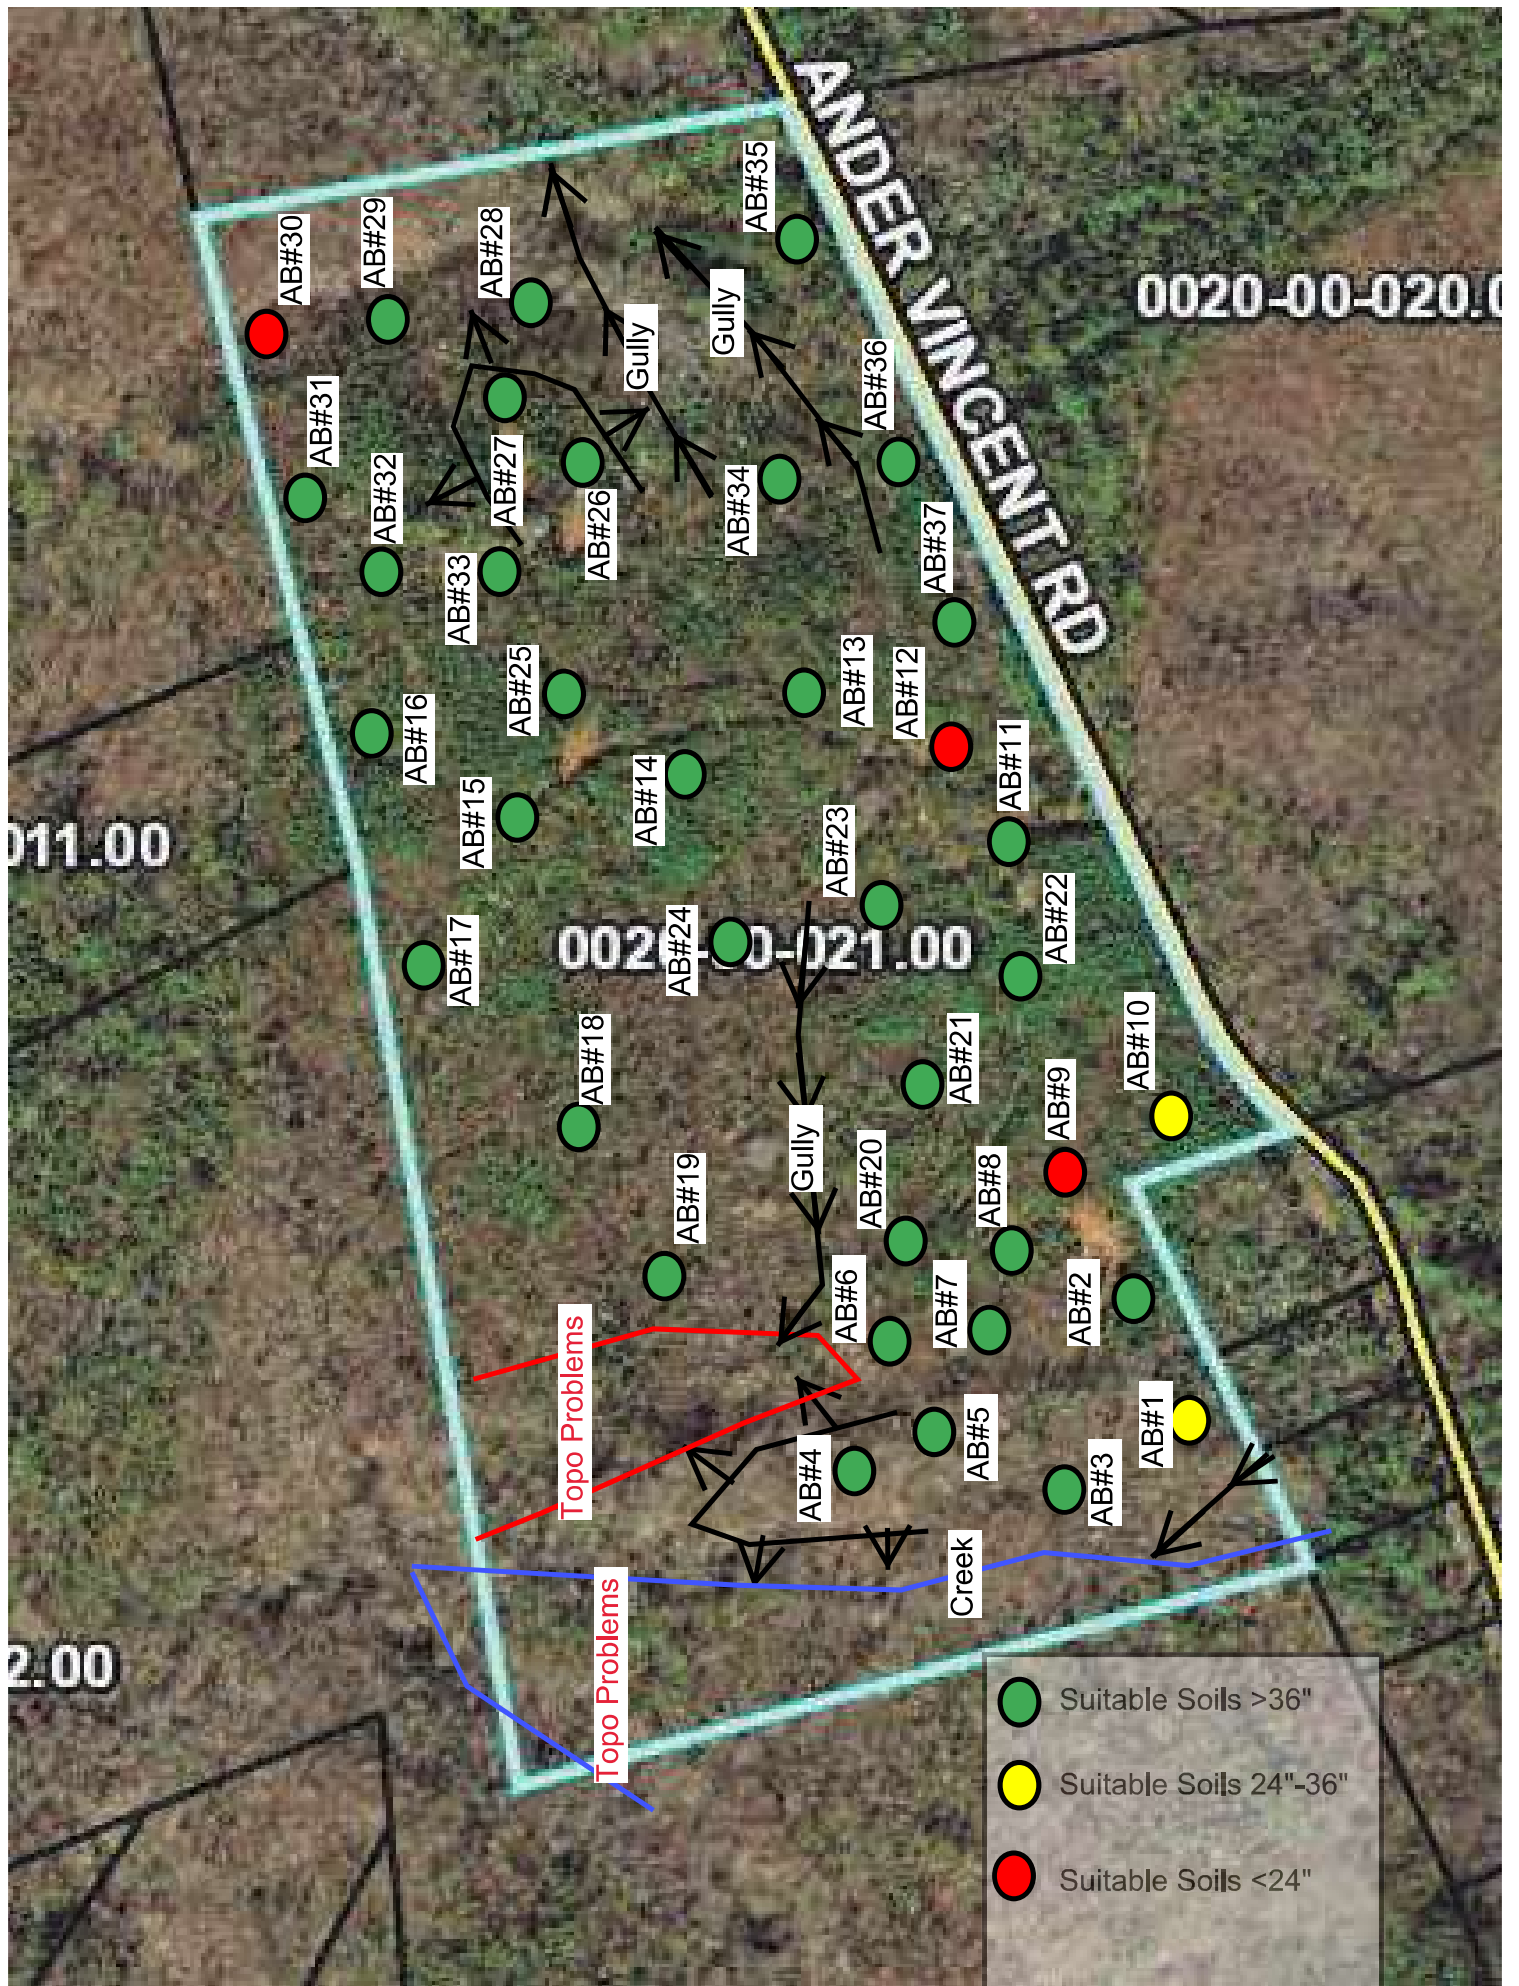 ANDER VINCENT RD
AB#35
AB#30
AB#29
AB#28
0020-00-020.0
Gully
Gully
AB#36
AB#31
AB#32
AB#27
AB#26
AB#34
AB#37
AB#33
AB#25
AB#13
AB#12
AB#16
AB#11
AB#15
AB#14
011.00
AB#23
AB#22
AB#24
AB#17
0020-00-021.00
AB#18
AB#21
AB#10
AB#9
Gully
AB#20
AB#8
AB#19
AB#6
AB#7
AB#2
Topo Problems
AB#1
AB#5
AB#4
AB#3
Creek
Topo Problems
2.00
Suitable Soils >36"
Suitable Soils 24"-36"
Suitable Soils <24"